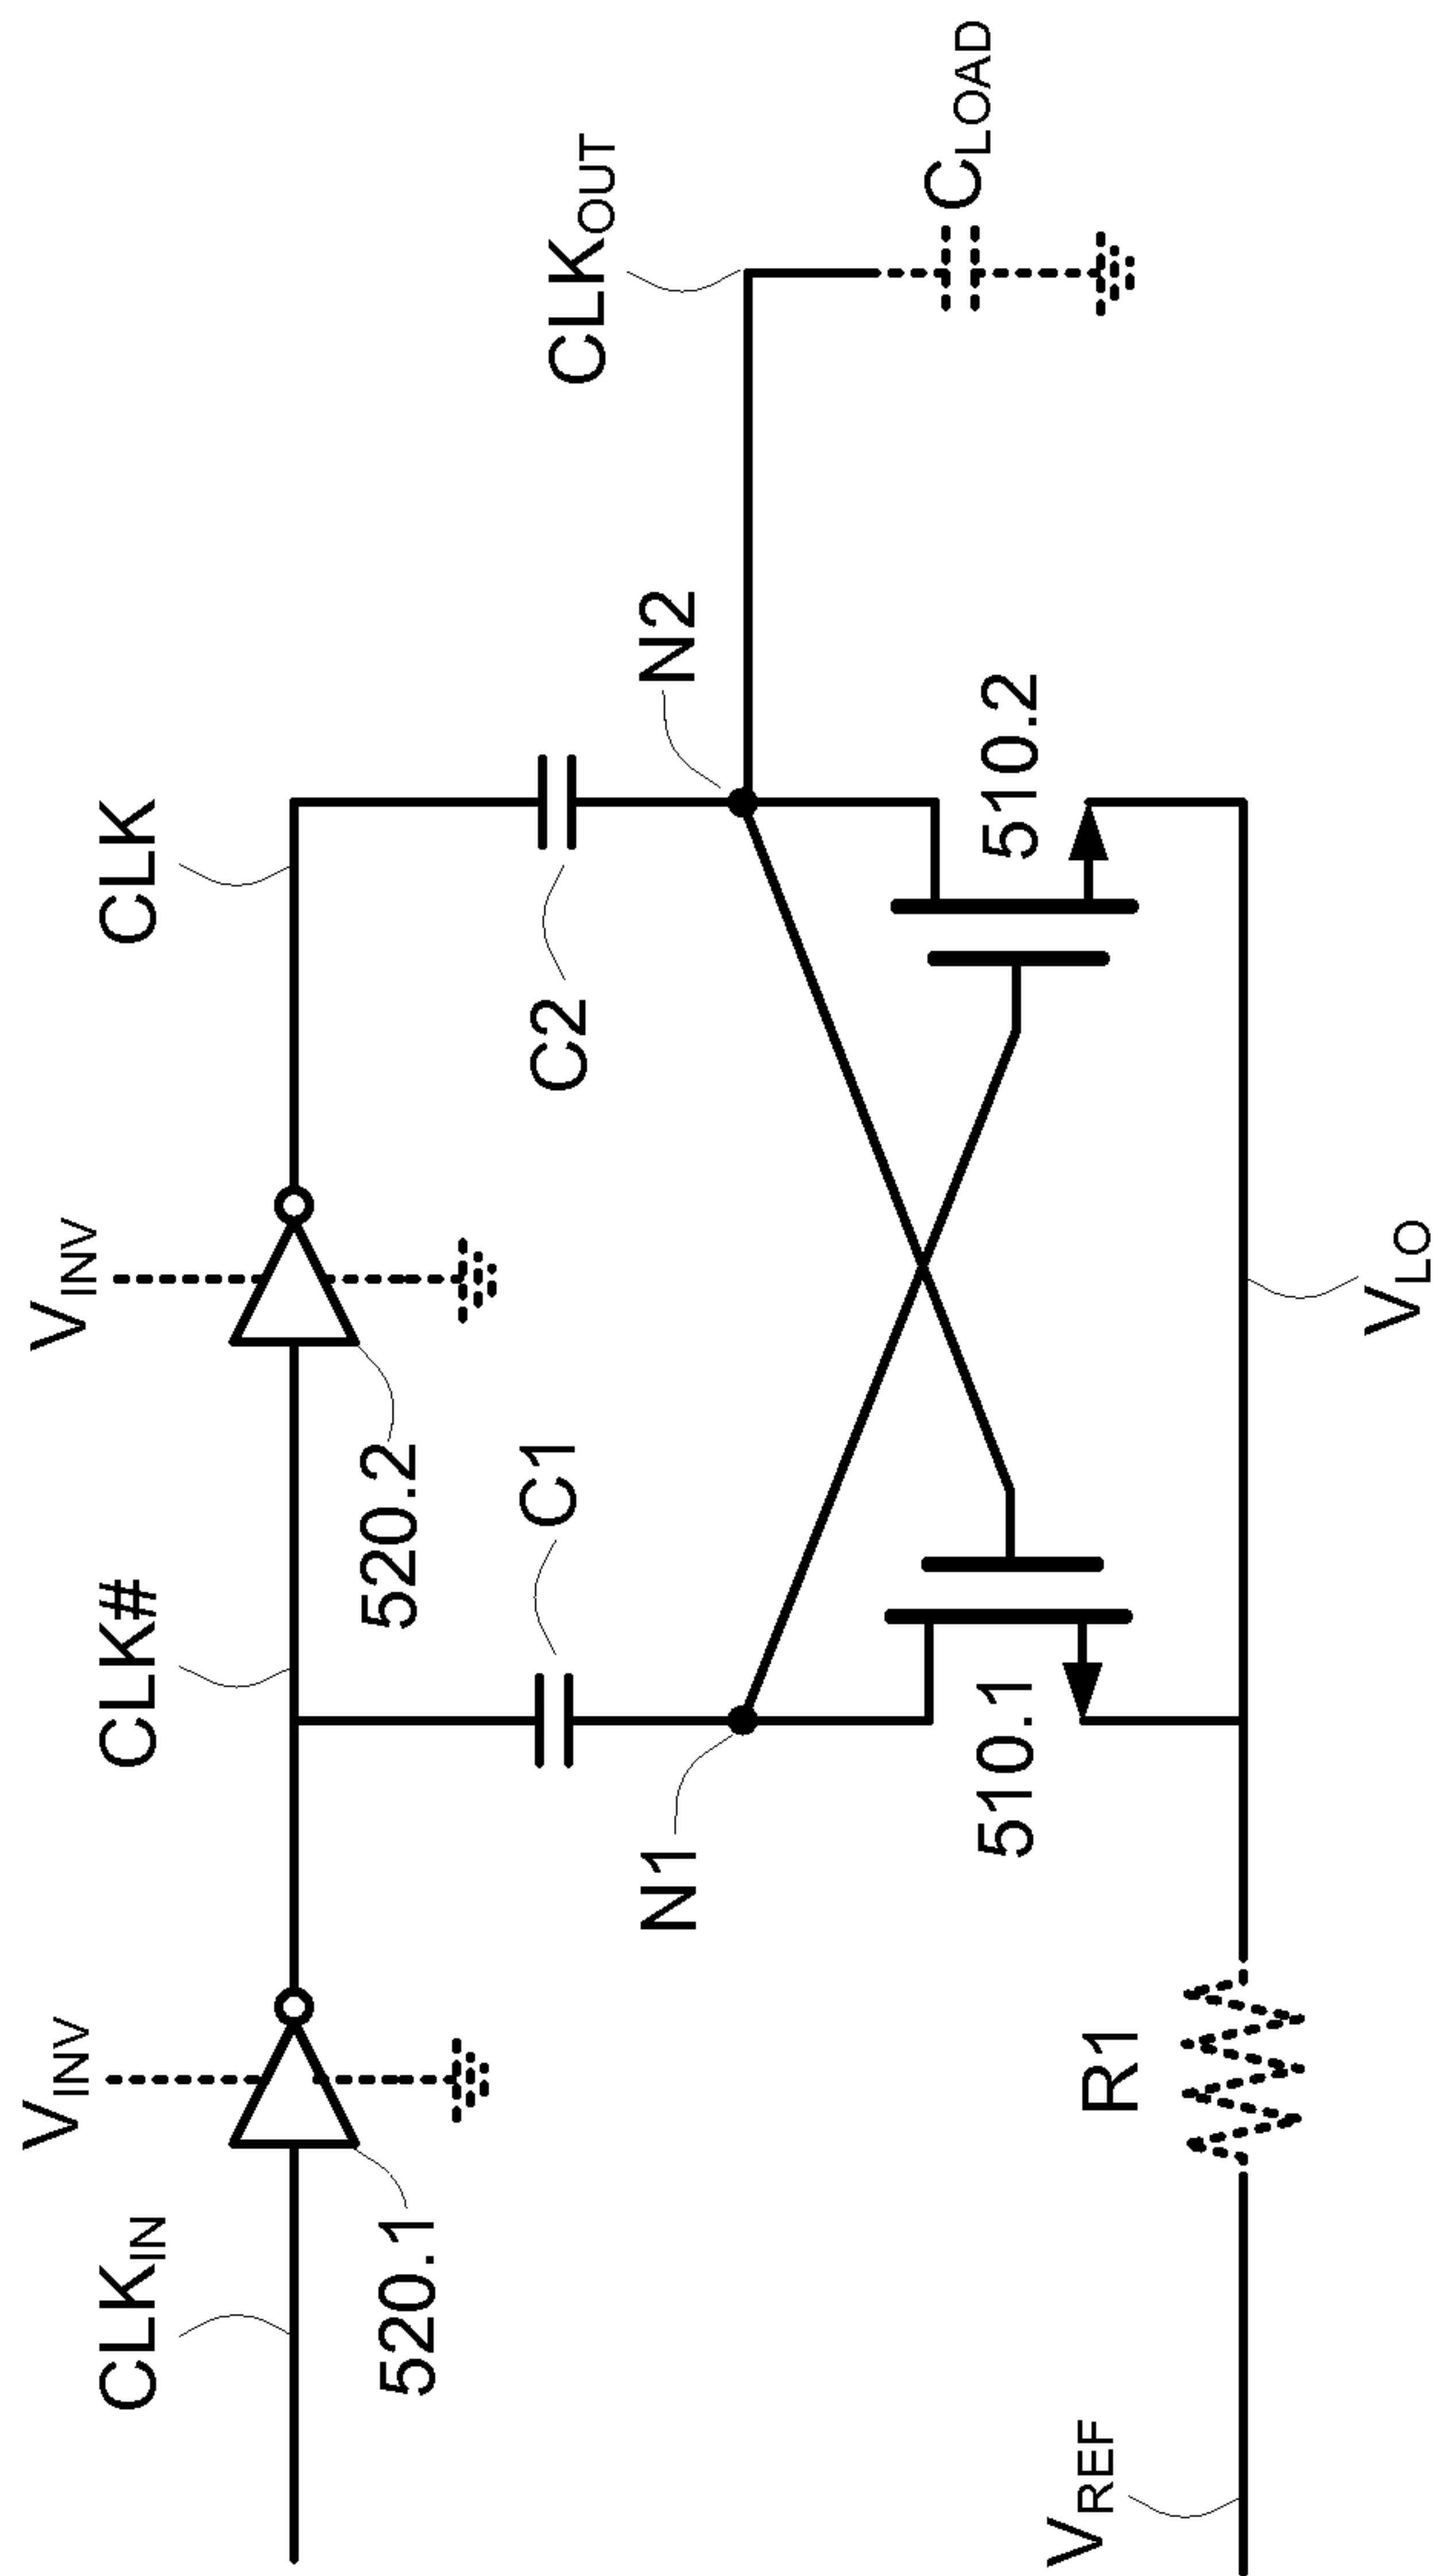 V_INV
V_INV
CLK_IN
CLK#
CLK
520.1
520.2
C1
C2
CLK_OUT
N1
N2
C_LOAD
510.1
510.2
R1
V_REF
V_LO